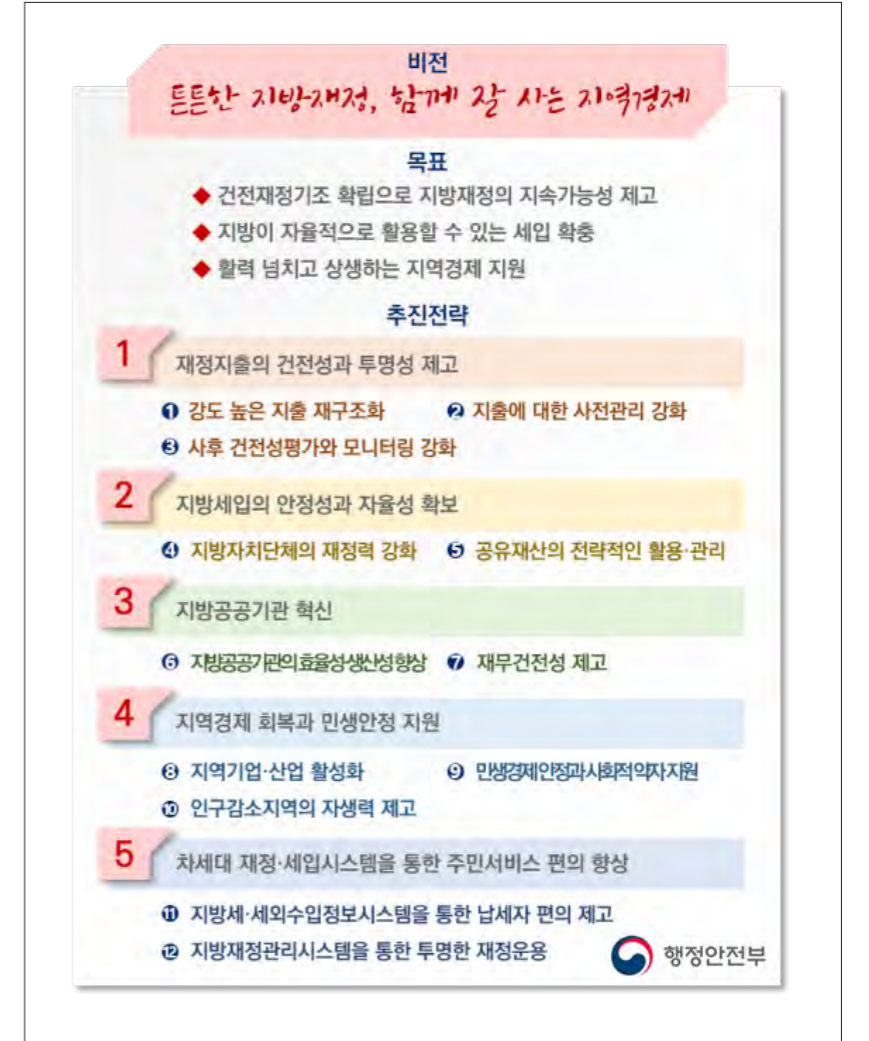 비전
튼튼한 지방재정, 함께 잘 사는 지역경제
목표
◆ 건전재정기조 확립으로 지방재정의 지속가능성 제고
◆ 지방이 자율적으로 활용할 수 있는 세입 확충
◆ 활력 넘치고 상생하는 지역경제 지원
추진전략
1 재정지출의 건전성과 투명성 제고
❶ 강도 높은 지출 재구조화 ❷ 지출에 대한 사전관리 강화
❸ 사후 건전성평가와 모니터링 강화
2 지방세입의 안정성과 자율성 확보
❹ 지방자치단체의 재정력 강화 ❺ 공유재산의 전략적인 활용·관리
3 지방공공기관 혁신
❻ 지방공공기관의 효율성·생산성 향상 ❼ 재무건전성 제고
4 지역경제 회복과 민생안정 지원
❽ 지역기업·산업 활성화 ❾ 민생경제 안정과 사회적 약자 지원
❿ 인구감소지역의 자생력 제고
5 차세대 재정·세입시스템을 통한 주민서비스 편의 향상
⓫ 지방세·세외수입정보시스템을 통한 납세자 편의 제고
⓬ 지방재정관리시스템을 통한 투명한 재정운용
행정안전부